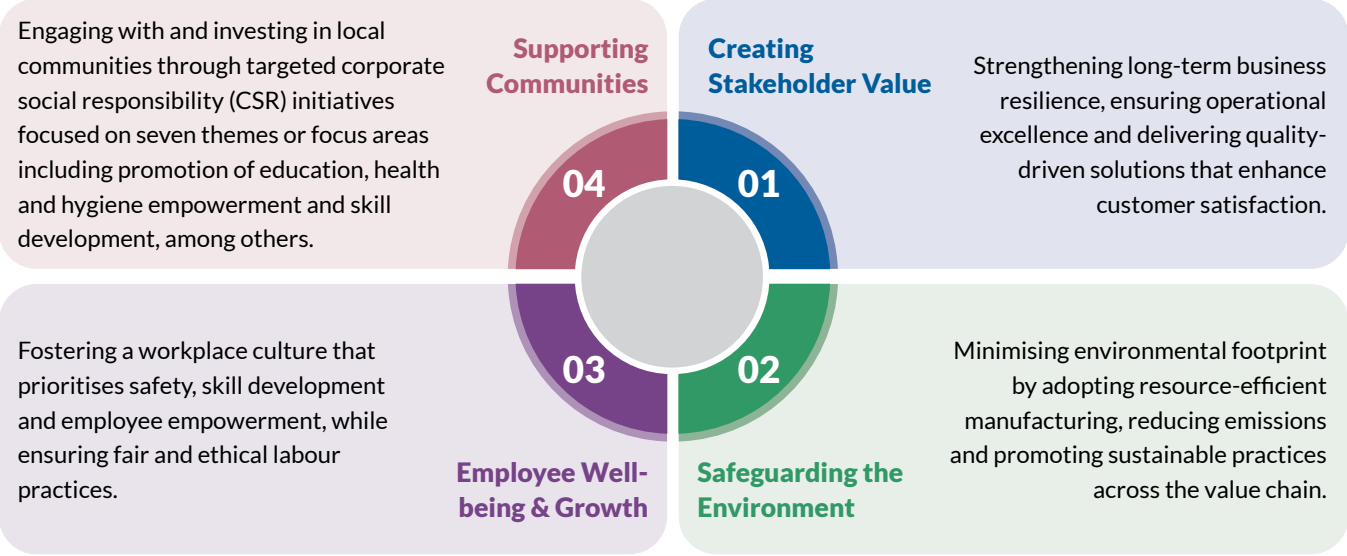 Engaging with and investing in local
communities through targeted corporate
social responsibility (CSR) initiatives
focused on seven themes or focus areas
including promotion of education, health
and hygiene empowerment and skill
development, among others.
Supporting
Communities
04
Creating
Stakeholder Value
01
Strengthening long-term business
resilience, ensuring operational
excellence and delivering quality-
driven solutions that enhance
customer satisfaction.
Fostering a workplace culture that
prioritises safety, skill development
and employee empowerment, while
ensuring fair and ethical labour
practices.
03
Employee Well-
being & Growth
02
Safeguarding the
Environment
Minimising environmental footprint
by adopting resource-efficient
manufacturing, reducing emissions
and promoting sustainable practices
across the value chain.